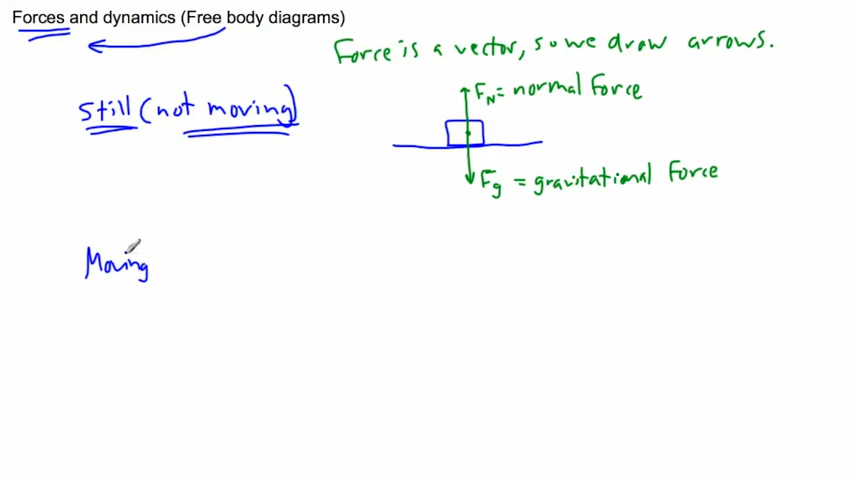 Forces and dynamics (Free body diagrams)
Force is a vector, so we draw arrows.
Still (not moving)
FN = normal force
Fg = gravitational force
Moving